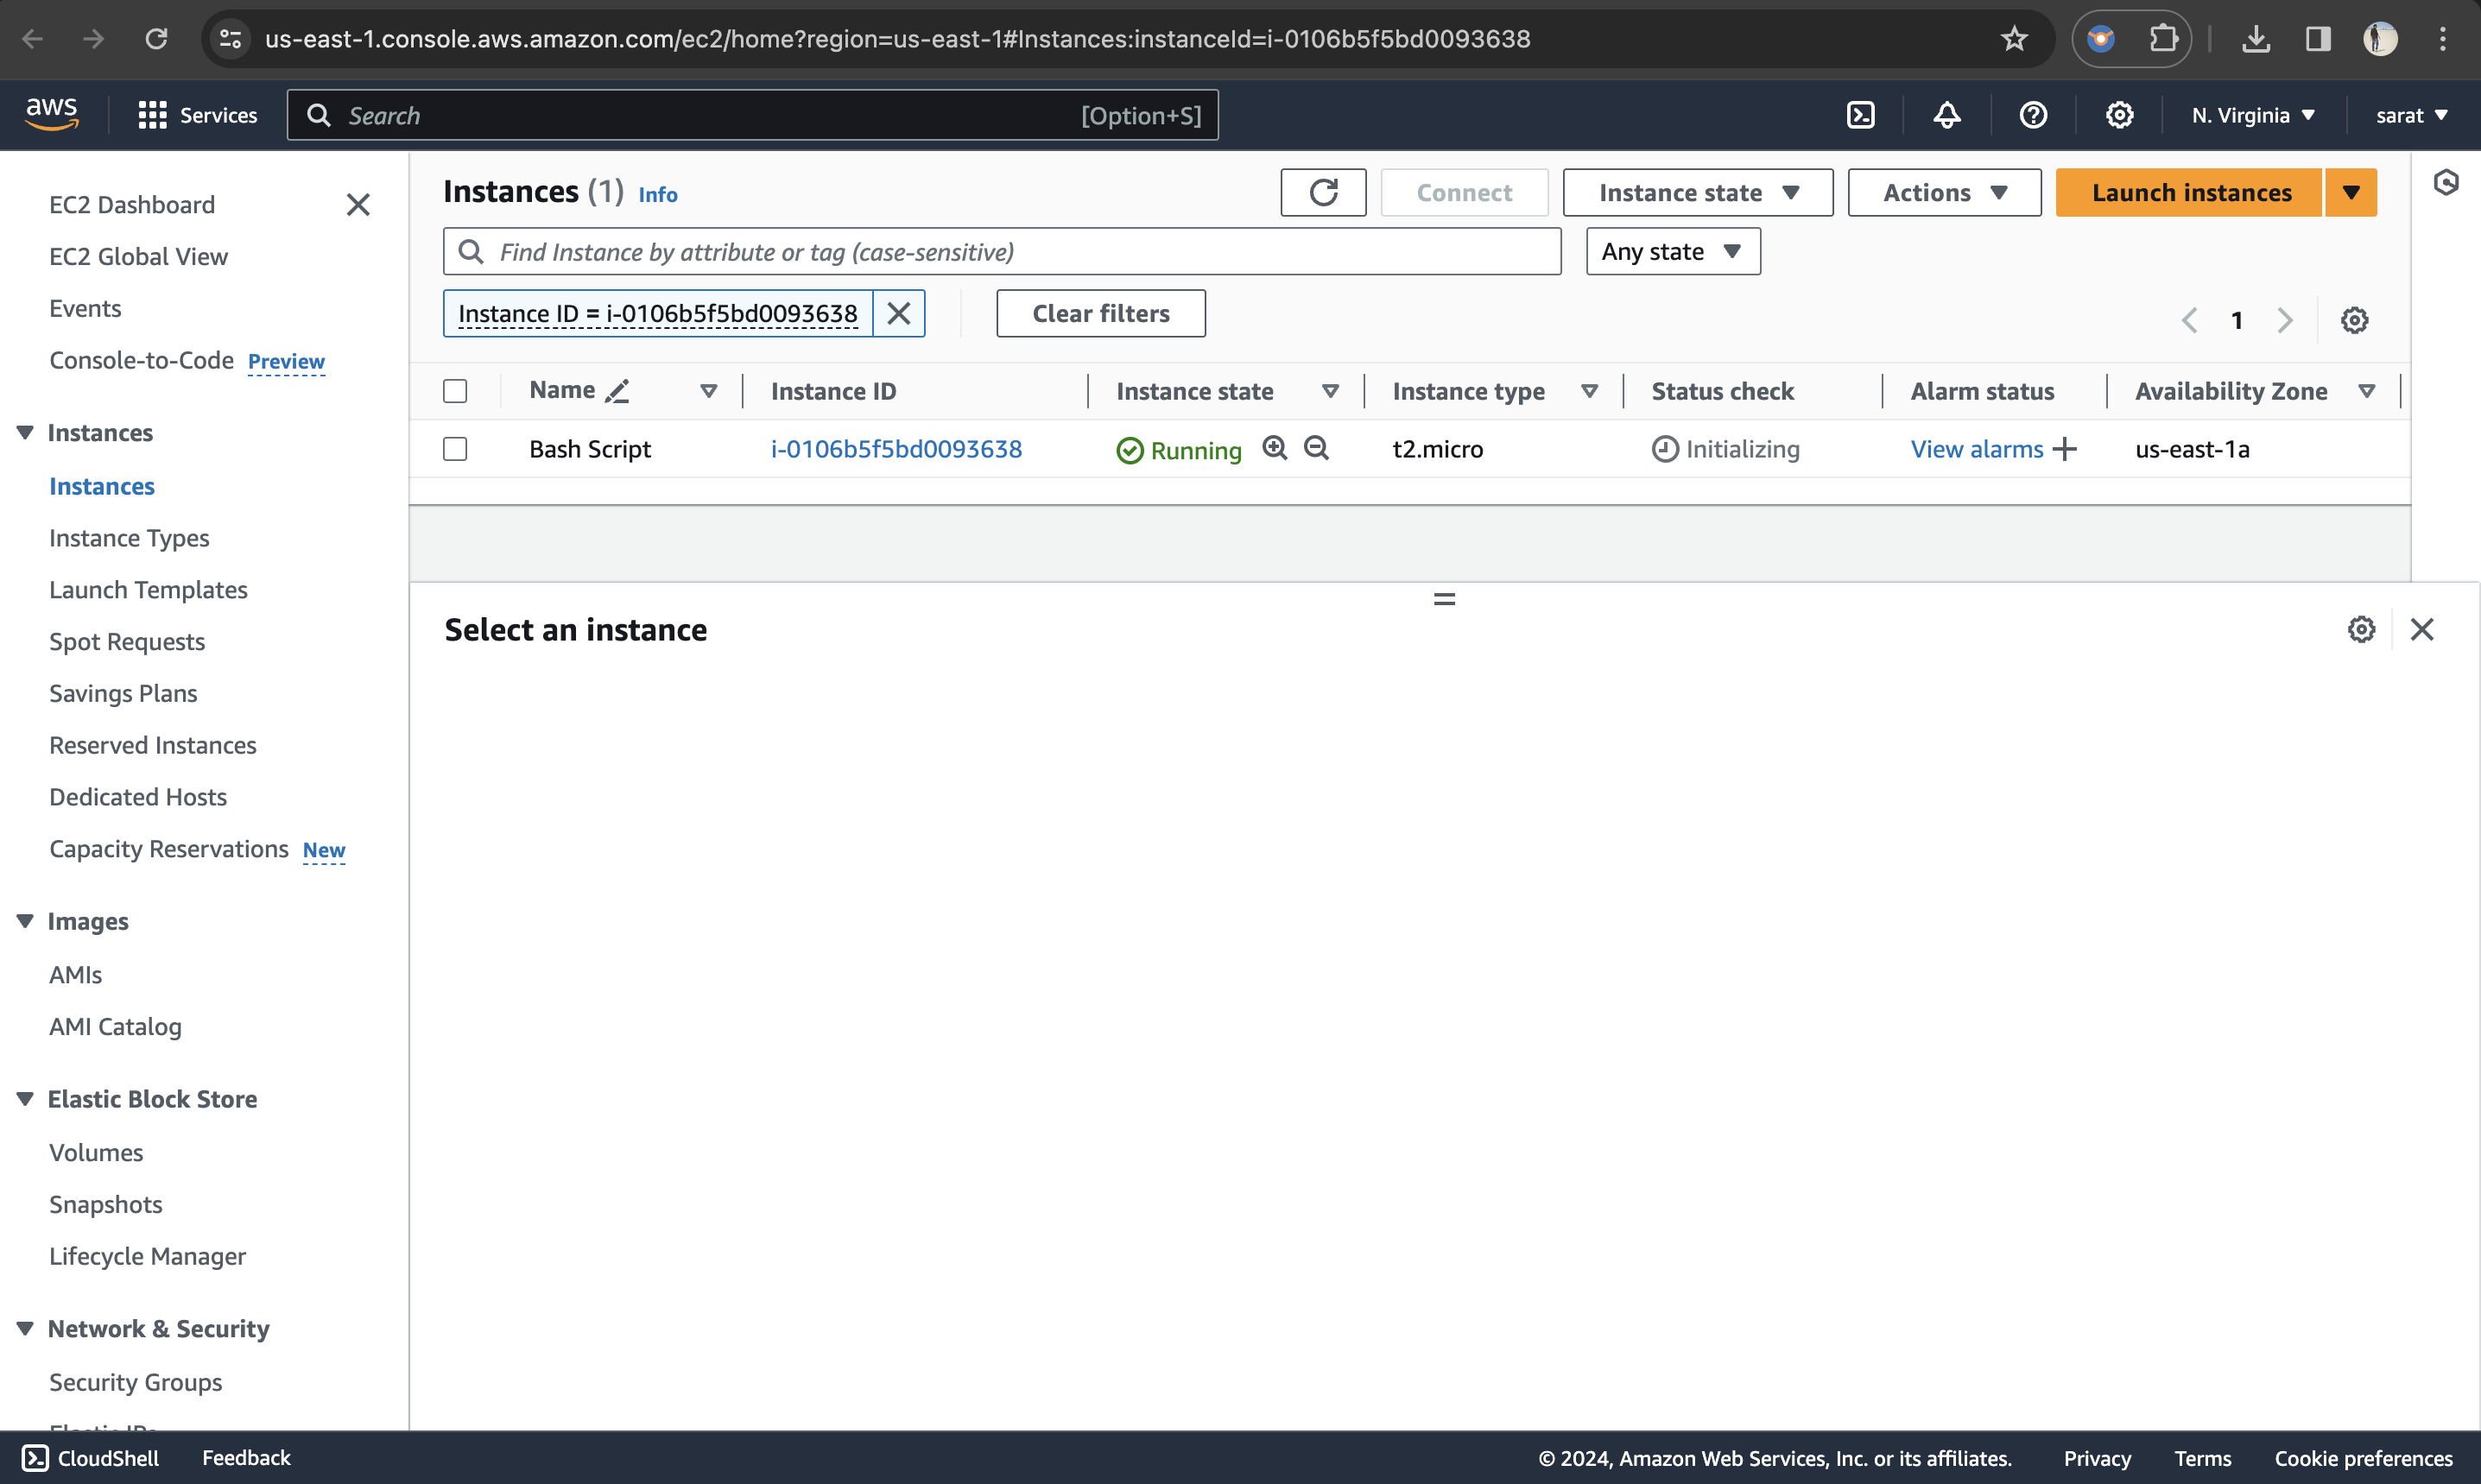 us-east-1.console.aws.amazon.com/ec2/home?region=us-east-1#Instances:instanceId=i-0106b5f5bd0093638
aws Services Search [Option+S] N. Virginia sarat
EC2 Dashboard
EC2 Global View
Events
Console-to-Code Preview
Instances
Instances
Instance Types
Launch Templates
Spot Requests
Savings Plans
Reserved Instances
Dedicated Hosts
Capacity Reservations New
Images
AMIs
AMI Catalog
Elastic Block Store
Volumes
Snapshots
Lifecycle Manager
Network & Security
Security Groups
Instances (1) Info Connect Instance state Actions Launch instances
Find Instance by attribute or tag (case-sensitive) Any state
Instance ID = i-0106b5f5bd0093638 Clear filters 1
Name Instance ID Instance state Instance type Status check Alarm status Availability Zone
Bash Script i-0106b5f5bd0093638 Running t2.micro Initializing View alarms us-east-1a
Select an instance
CloudShell Feedback © 2024, Amazon Web Services, Inc. or its affiliates. Privacy Terms Cookie preferences